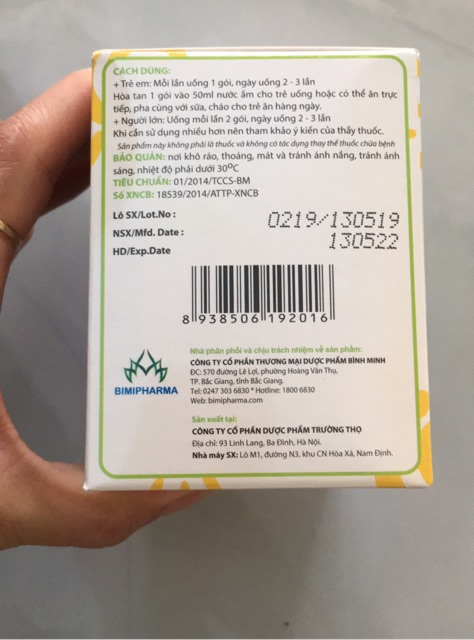 CÁCH DÙNG:
+ Trẻ em: Mỗi lần uống 1 gói, ngày uống 2 - 3 lần
Hòa tan 1 gói vào 50ml nước ấm cho trẻ uống hoặc có thể ăn trực
tiếp, pha cùng với sữa, cháo cho trẻ ăn hàng ngày.
+ Người lớn: Uống mỗi lần 2 gói, ngày uống 2 - 3 lần
Khi cần sử dụng nhiều hơn nên tham khảo ý kiến của thầy thuốc.
Sản phẩm này không phải là thuốc và không có tác dụng thay thế thuốc chữa bệnh
BẢO QUẢN: nơi khô ráo, thoáng, mát và tránh ánh nắng, tránh ánh
sáng, nhiệt độ phải dưới 30ºC
TIÊU CHUẨN: 01/2014/TCCS-BM
Số XNCB: 18539/2014/ATTP-XNCB
Lô SX/Lot.No :
NSX/Mfd. Date :
HD/Exp.Date
0219/130519
130522
8 938506 192016
BIMIPHARMA
Nhà phân phối và chịu trách nhiệm về sản phẩm:
CÔNG TY CỔ PHẦN THƯƠNG MẠI DƯỢC PHẨM BÌNH MINH
ĐC: 570 đường Lê Lợi, phường Hoàng Văn Thụ,
TP. Bắc Giang, tỉnh Bắc Giang.
Tel: 0247 303 6830 * Hotline: 1800 6830
Web: bimipharma.com
Sản xuất tại:
CÔNG TY CỔ PHẦN DƯỢC PHẨM TRƯỜNG THỌ
Địa chỉ: 93 Linh Lang, Ba Đình, Hà Nội.
Nhà máy SX: Lô M1, đường N3, khu CN Hòa Xá, Nam Định.